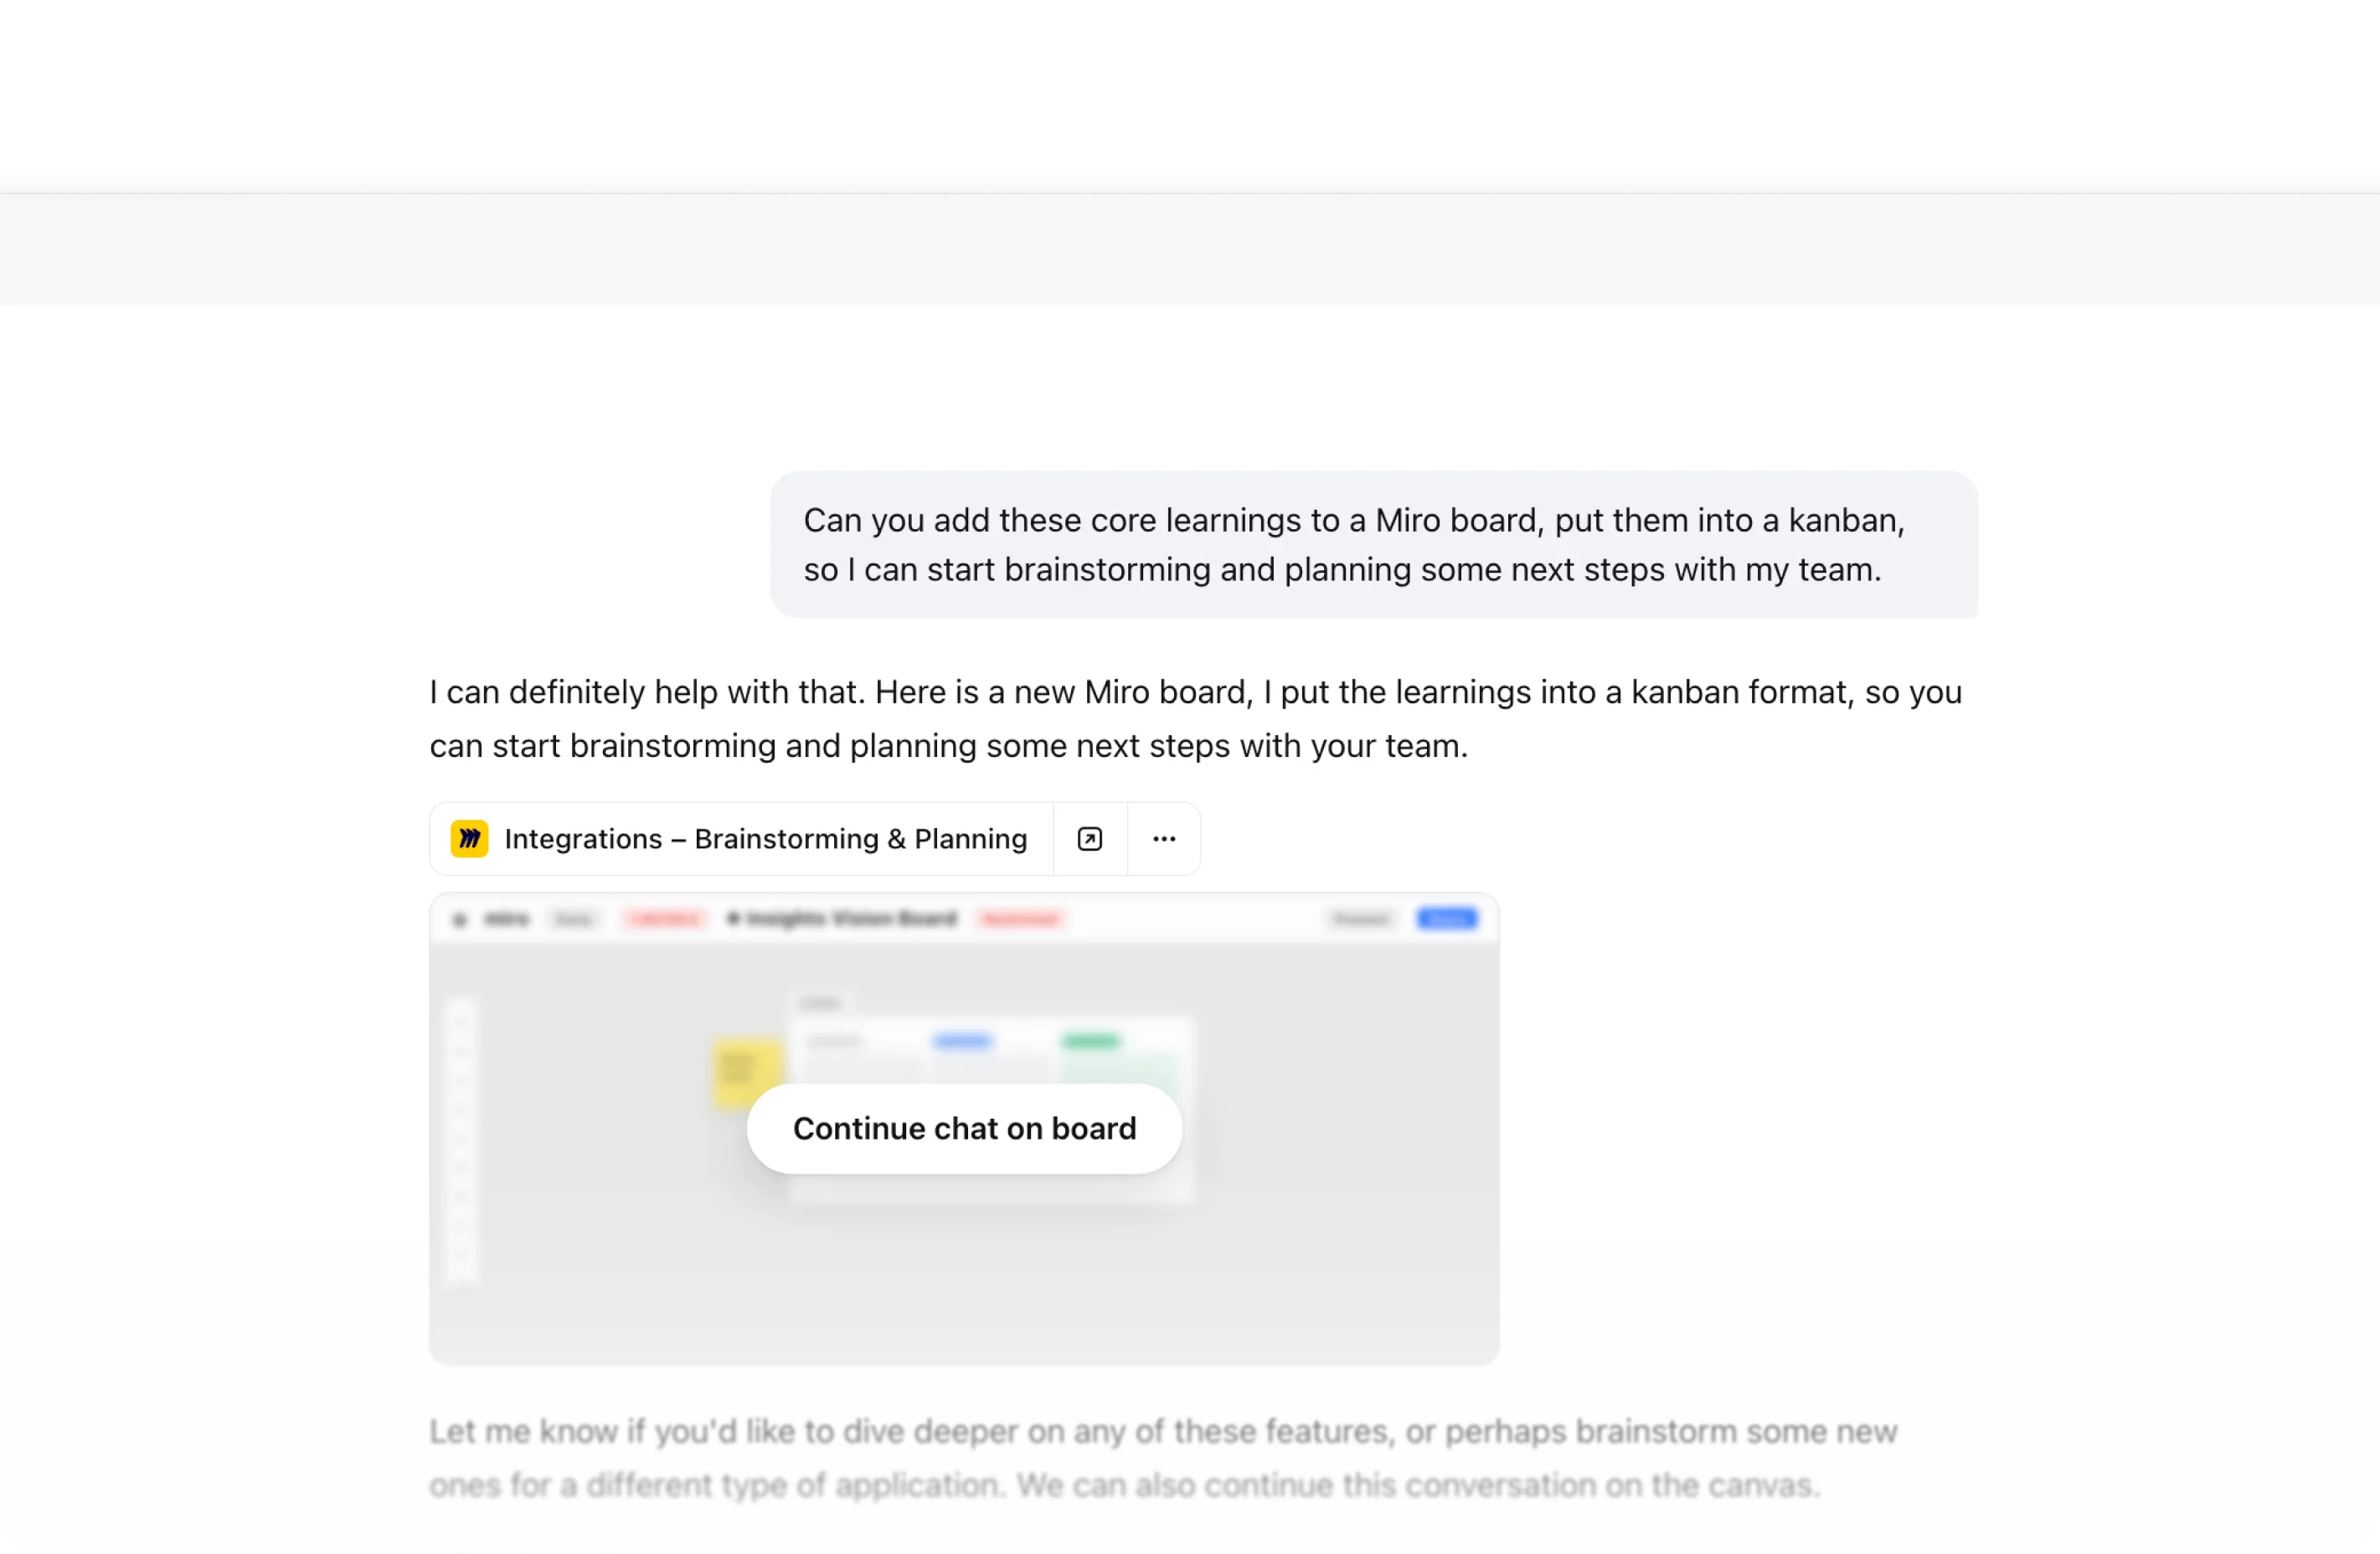 Can you add these core learnings to a Miro board, put them into a kanban,
so I can start brainstorming and planning some next steps with my team.
I can definitely help with that. Here is a new Miro board, I put the learnings into a kanban format, so you
can start brainstorming and planning some next steps with your team.
Integrations – Brainstorming & Planning
miro
Insights Vision Board
Continue chat on board
Let me know if you'd like to dive deeper on any of these features, or perhaps brainstorm some new
ones for a different type of application. We can also continue this conversation on the canvas.